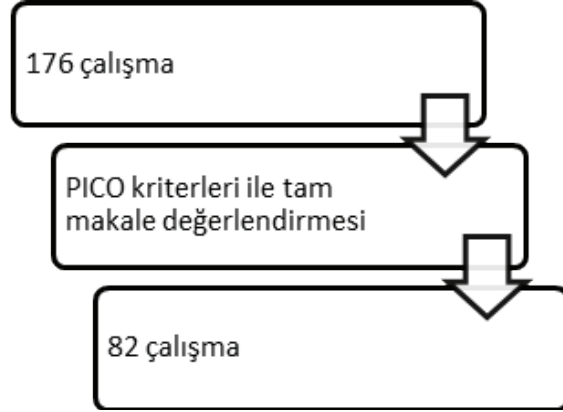 176 çalışma
PICO kriterleri ile tam
makale değerlendirmesi
82 çalışma